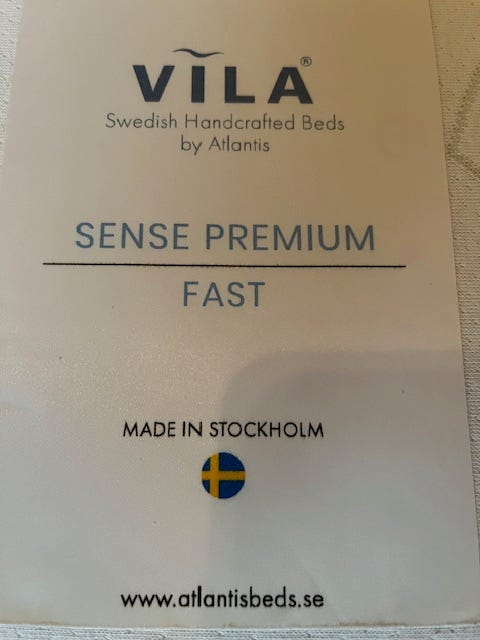 VILA®
Swedish Handcrafted Beds
by Atlantis
SENSE PREMIUM
FAST
MADE IN STOCKHOLM
www.atlantisbeds.se